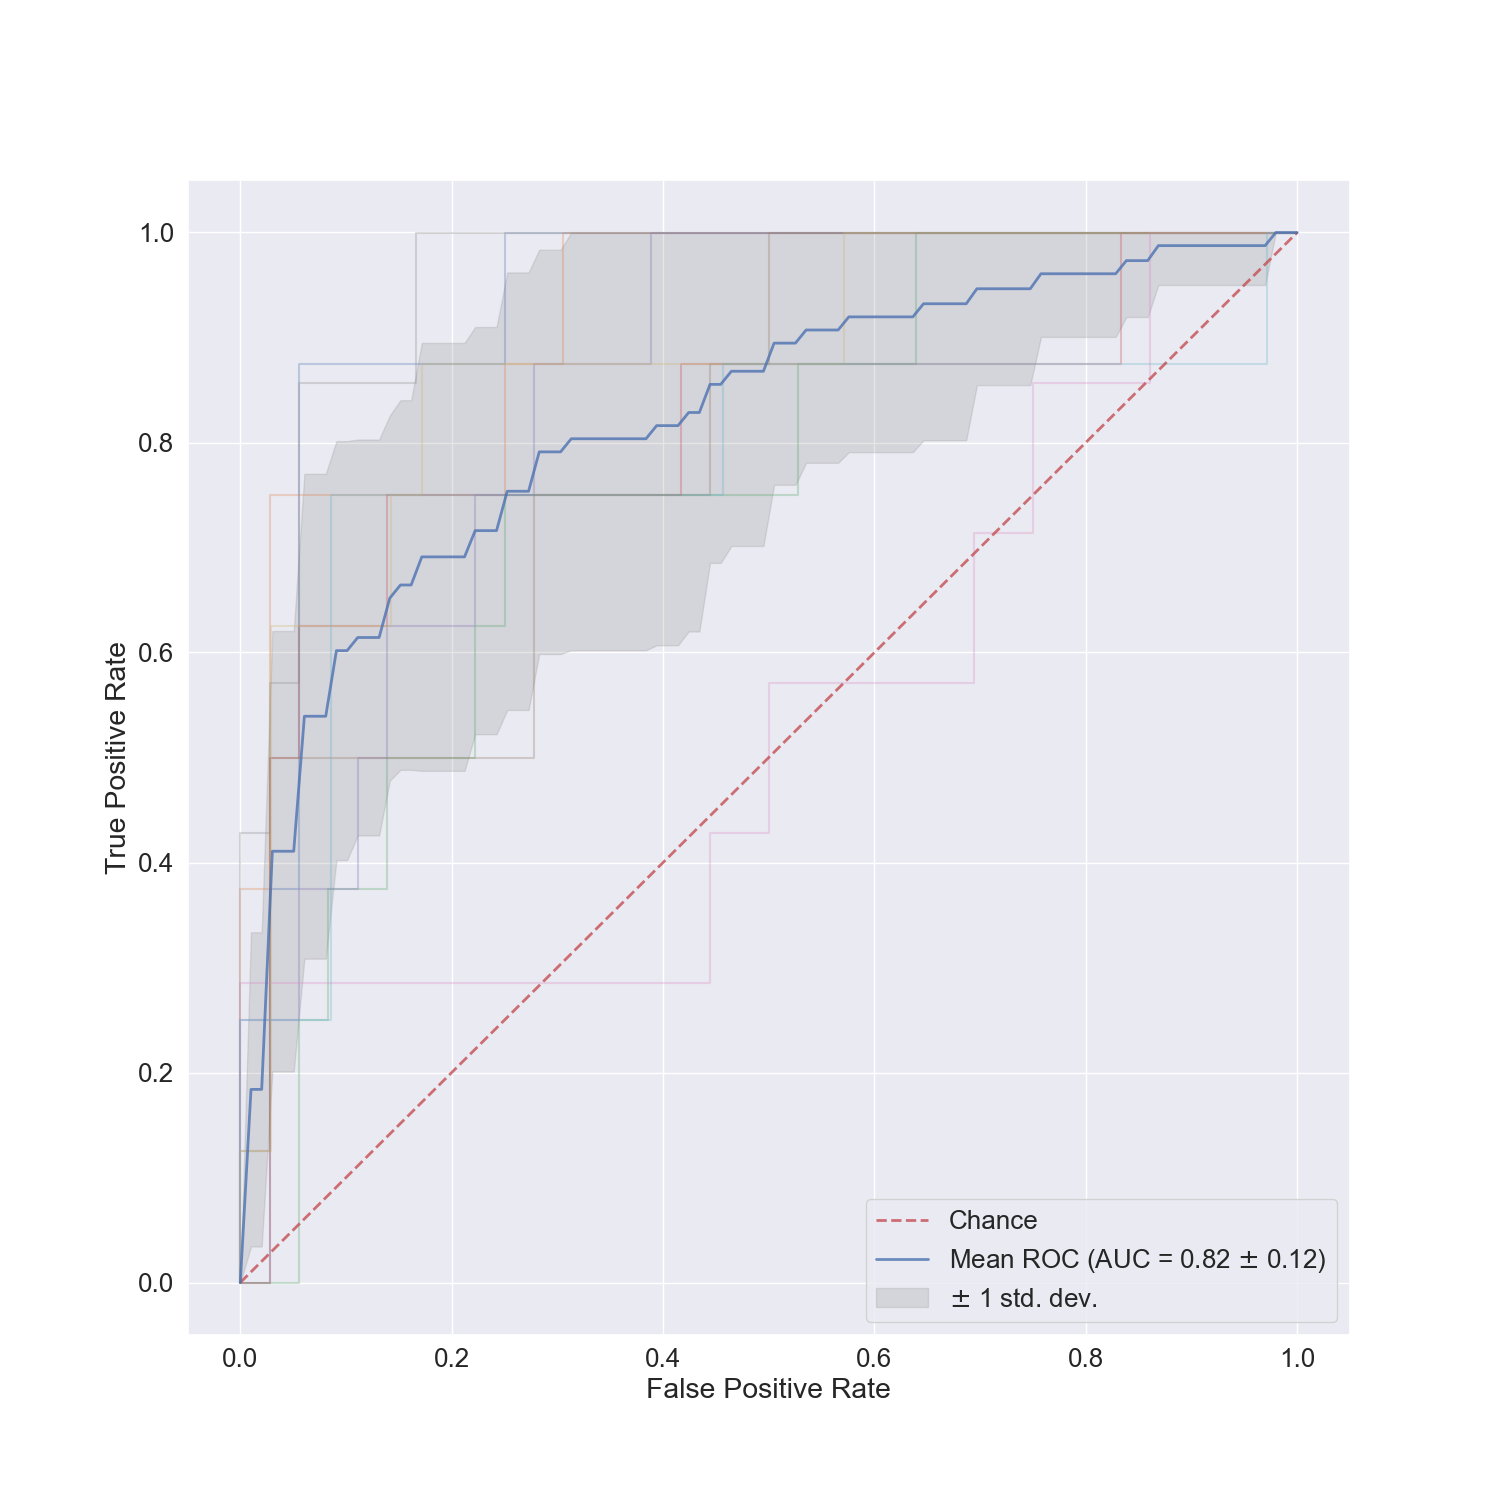 1.0
0.8
0.6
0.4
0.2
0.0
True Positive Rate
0.0 0.2 0.4 0.6 0.8 1.0
False Positive Rate
Chance
Mean ROC (AUC = 0.82 ± 0.12)
± 1 std. dev.